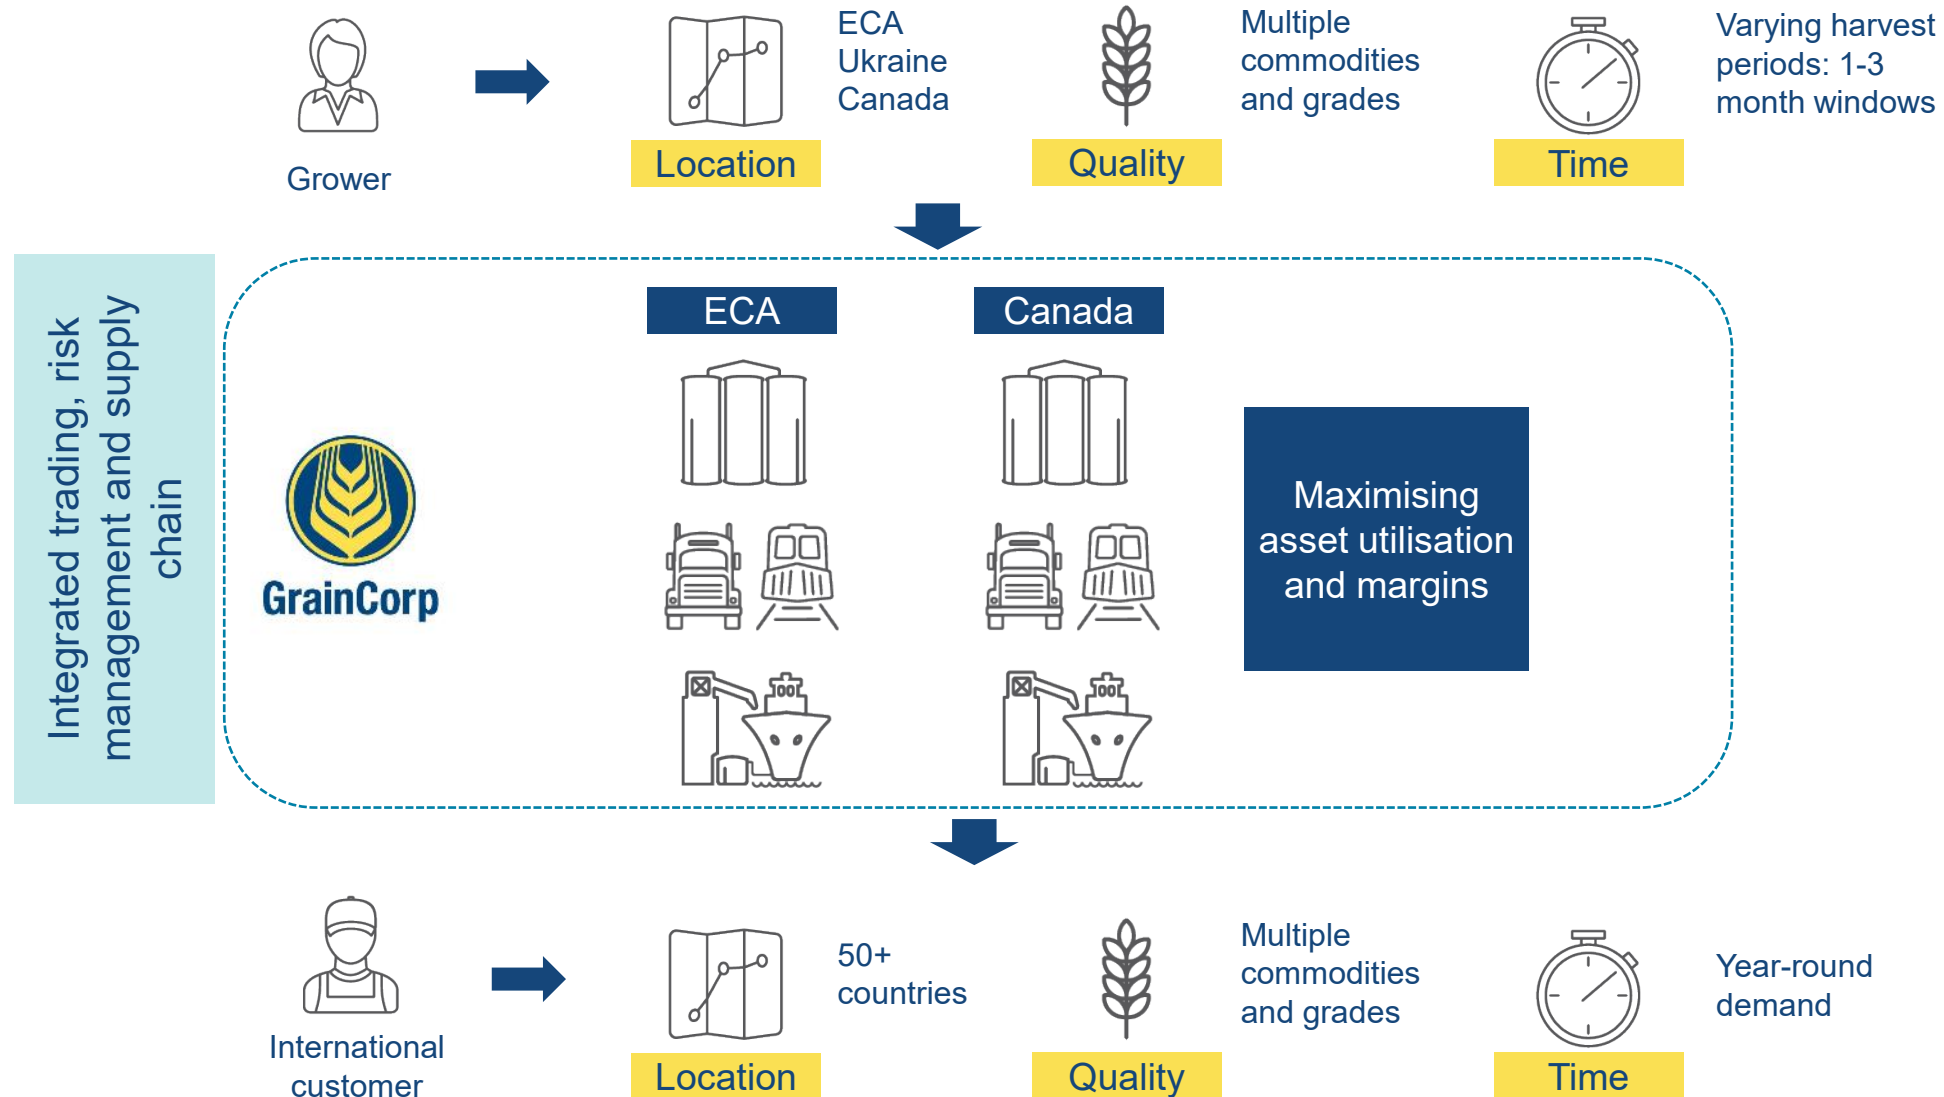 ECA
Ukraine
Canada
Multiple
commodities
and grades
Varying harvest
periods: 1-3
month windows
Grower
Location
Quality
Time
Integrated trading, risk
management and supply
chain
ECA
Canada
GrainCorp
Maximising
asset utilisation
and margins
International
customer
50+
countries
Location
Multiple
commodities
and grades
Quality
Year-round
demand
Time